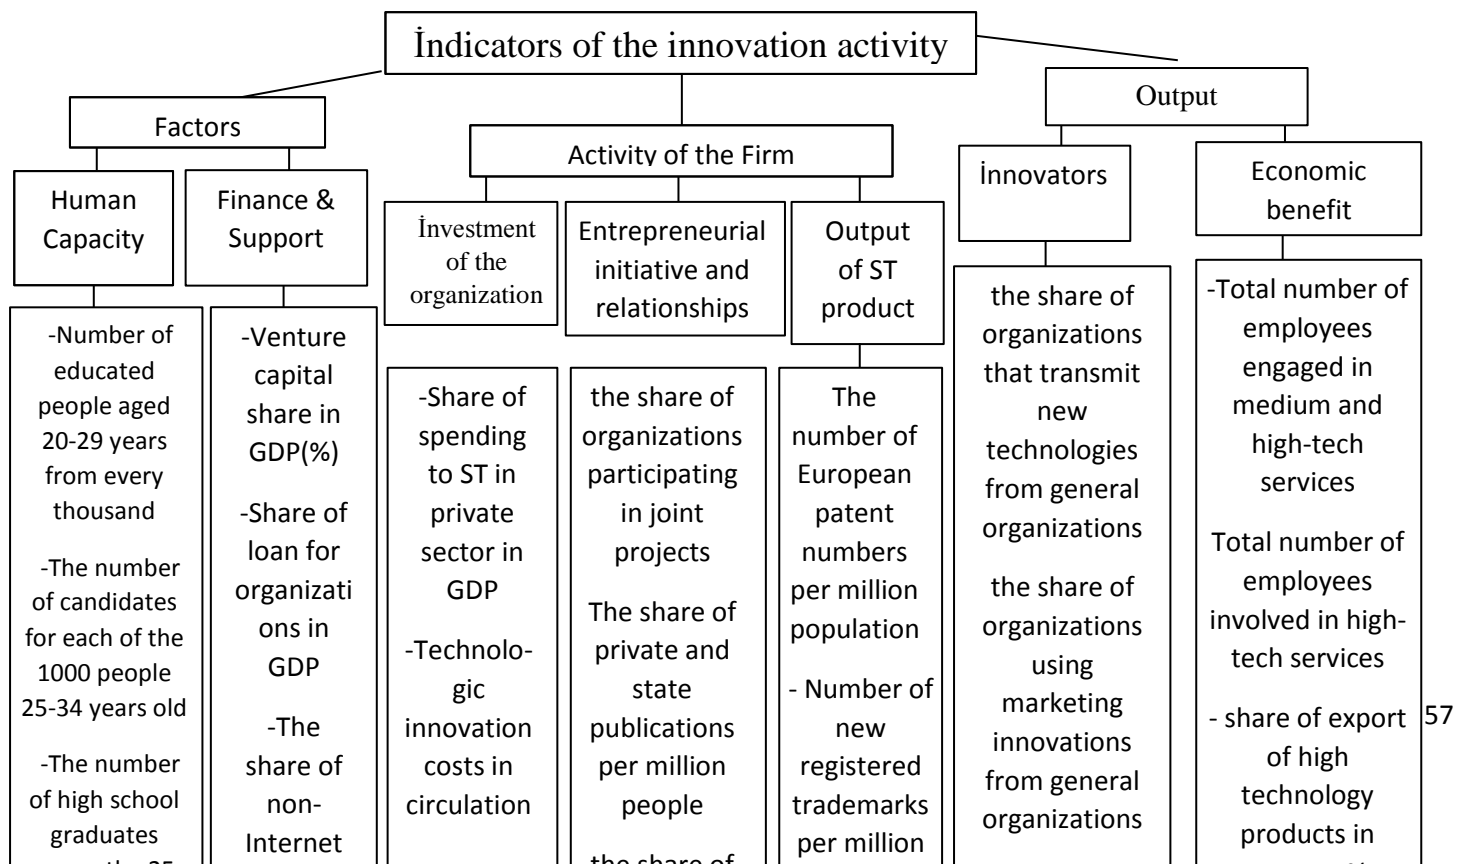 İndicators of the innovation activity
Factors
Activity of the Firm
Output
Human
Capacity
Finance &
Support
İnvestment
of the
organization
Entrepreneurial
initiative and
relationships
Output
of ST
product
İnnovators
Economic
benefit
-Number of
educated
people aged
20-29 years
from every
thousand
-The number
of candidates
for each of the
1000 people
25-34 years old
-The number
of high school
graduates
-Venture
capital
share in
GDP(%)
-Share of
loan for
organizati
ons in
GDP
-The
share of
non-
Internet
-Share of
spending
to ST in
private
sector in
GDP
-Technolo-
gic
innovation
costs in
circulation
the share of
organizations
participating
in joint
projects
The share of
private and
state
publications
per million
people
the share of
The
number of
European
patent
numbers
per million
population
- Number of
new
registered
trademarks
per million
the share of
organizations
that transmit
new
technologies
from general
organizations
the share of
organizations
using
marketing
innovations
from general
organizations
-Total number of
employees
engaged in
medium and
high-tech
services
Total number of
employees
involved in high-
tech services
- share of export
of high
technology
products in
57